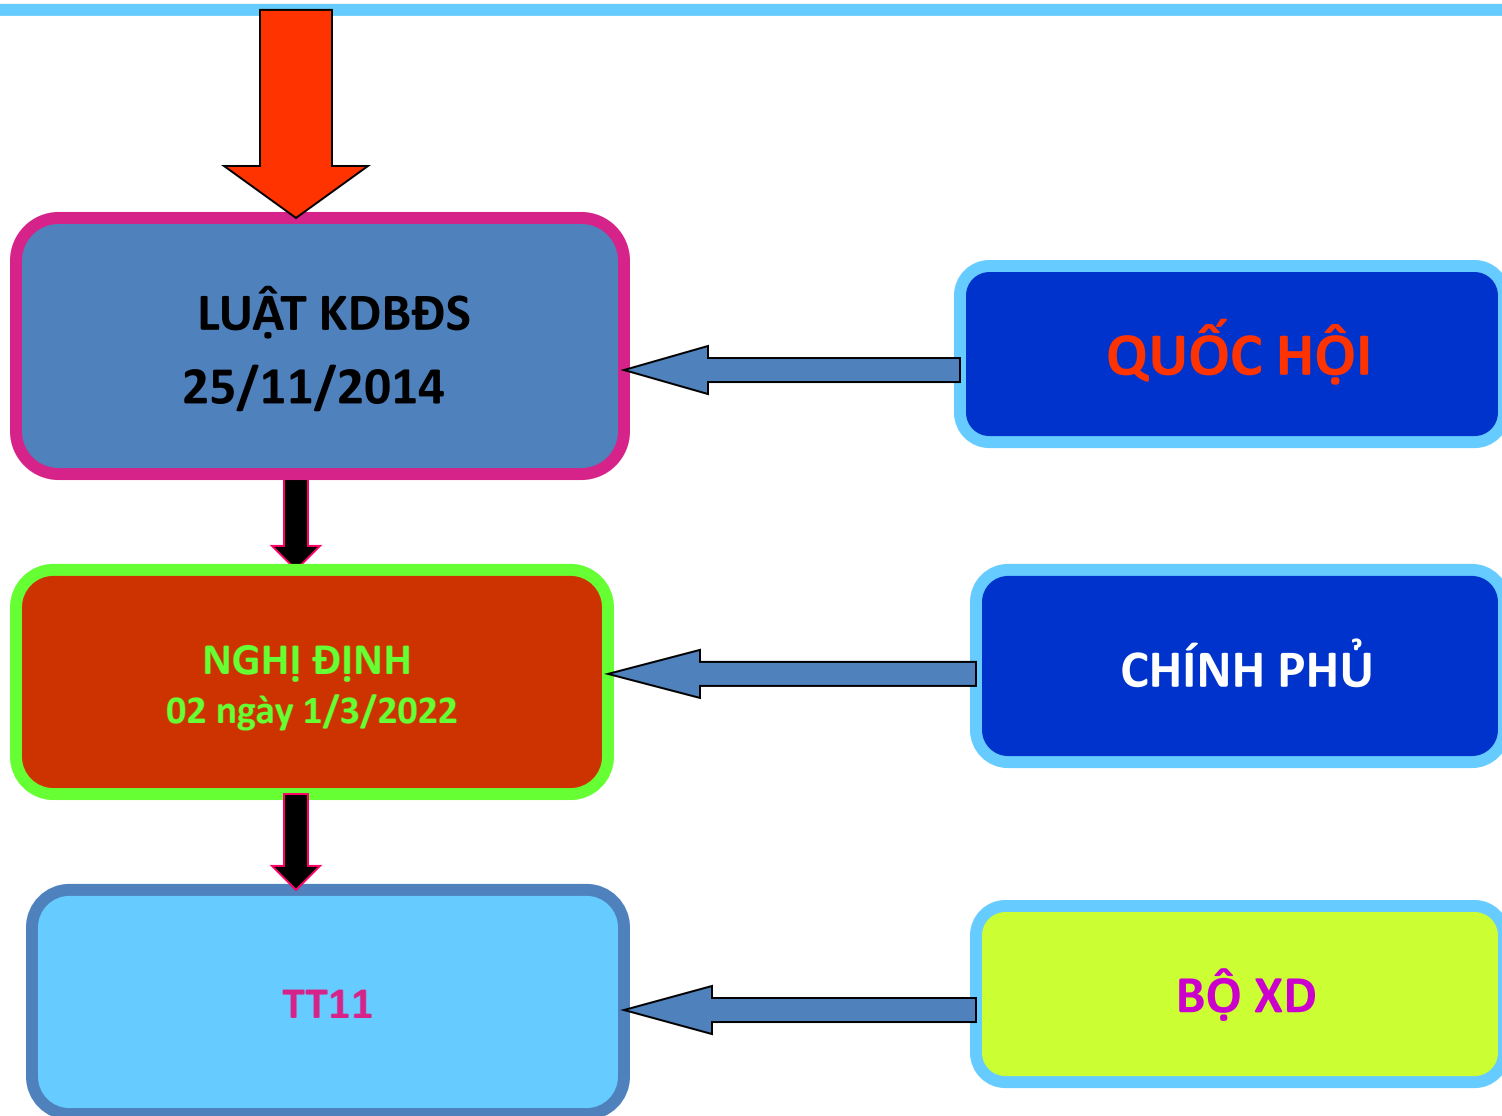 LUẬT KDBĐS
25/11/2014
QUỐC HỘI
NGHỊ ĐỊNH
02 ngày 1/3/2022
CHÍNH PHỦ
TT11
BỘ XD